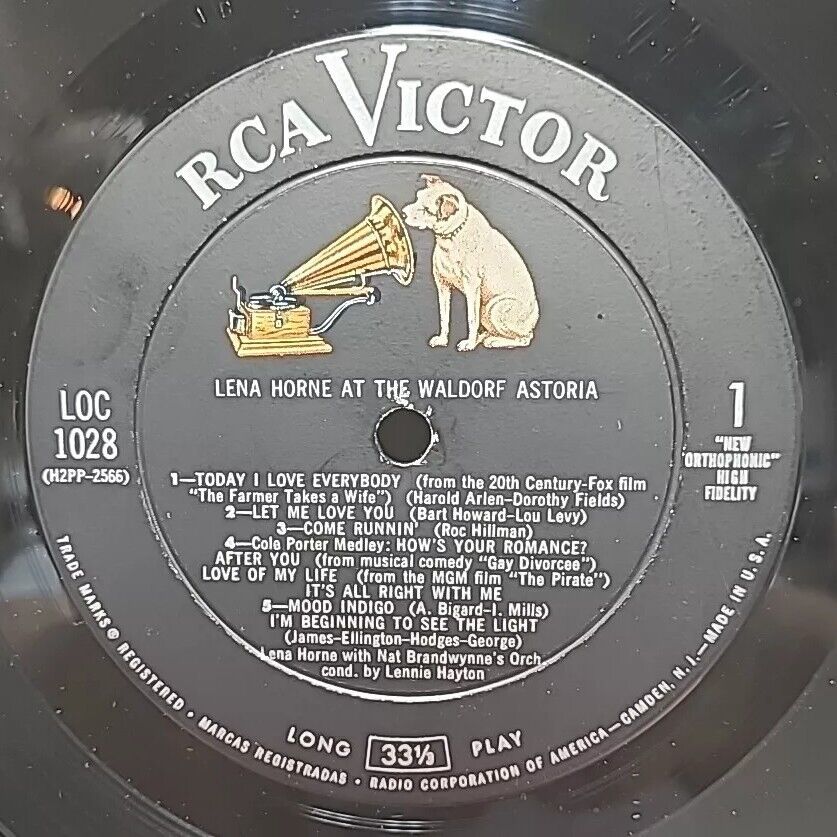 RCA VICTOR
LENA HORNE AT THE WALDORF ASTORIA
LOC
1028
(H2PP-2566)
1
"NEW
ORTHOPHONIC"
HIGH
FIDELITY
1—TODAY I LOVE EVERYBODY (from the 20th Century-Fox film
"The Farmer Takes a Wife") (Harold Arlen-Dorothy Fields)
2—LET ME LOVE YOU (Bart Howard-Lou Levy)
3—COME RUNNIN' (Roc Hillman)
4—Cole Porter Medley: HOW'S YOUR ROMANCE?
AFTER YOU (from musical comedy "Gay Divorcee")
LOVE OF MY LIFE (from the MGM film "The Pirate")
IT'S ALL RIGHT WITH ME
5—MOOD INDIGO (A. Bigard-I. Mills)
I'M BEGINNING TO SEE THE LIGHT
(James-Ellington-Hodges-George)
Lena Horne with Nat Brandwynne's Orch.
cond. by Lennie Hayton
LONG 33⅓ PLAY
TRADE MARKS ® REGISTERED • MARCAS REGISTRADAS • RADIO CORPORATION OF AMERICA—CAMDEN, N. J.—MADE IN U.S.A.